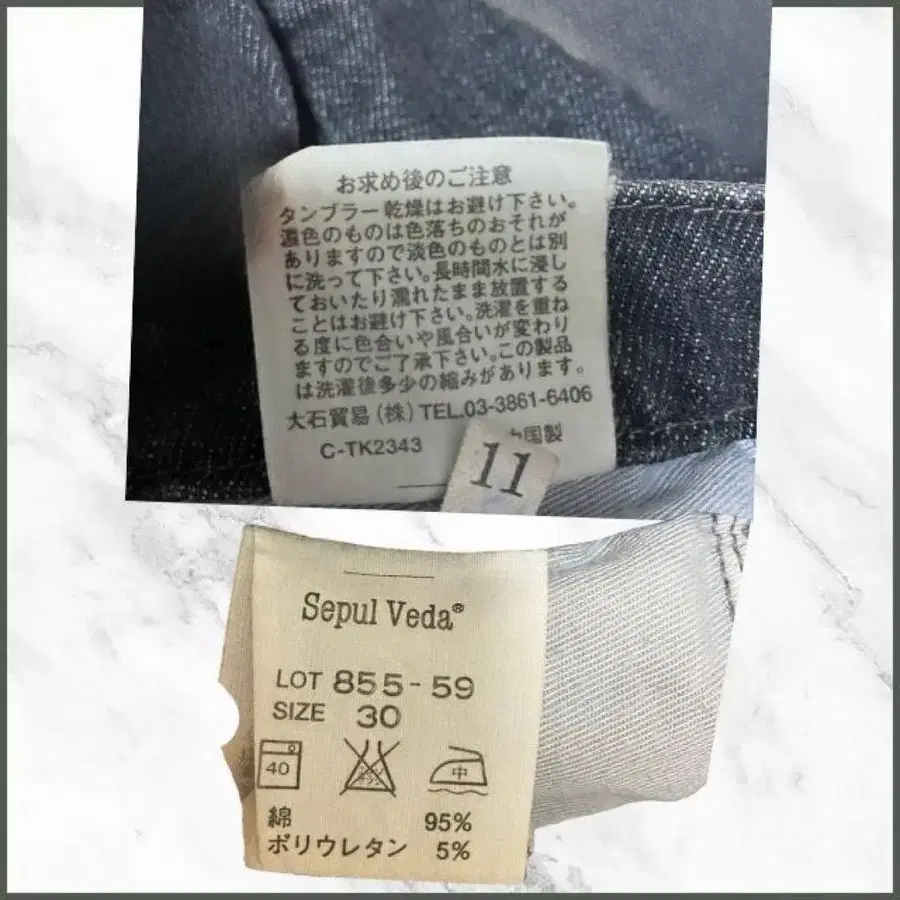 お求め後のご注意
タンブラー乾燥はお避け下さい。
濃色のものは色落ちのおそれが
ありますので淡色のものとは別
に洗って下さい。長時間水に浸し
ておいたり濡れたまま放置する
ことはお避け下さい。洗濯を重ね
る度に色合いや風合いが変わり
ますのでご了承下さい。この製品
は洗濯後多少の縮みがあります。
大石貿易(株)TEL.03-3861-6406
C-TK2343 中国製
11
Sepul Veda®
LOT 855-59
SIZE 30
40 中
綿 95%
ポリウレタン 5%